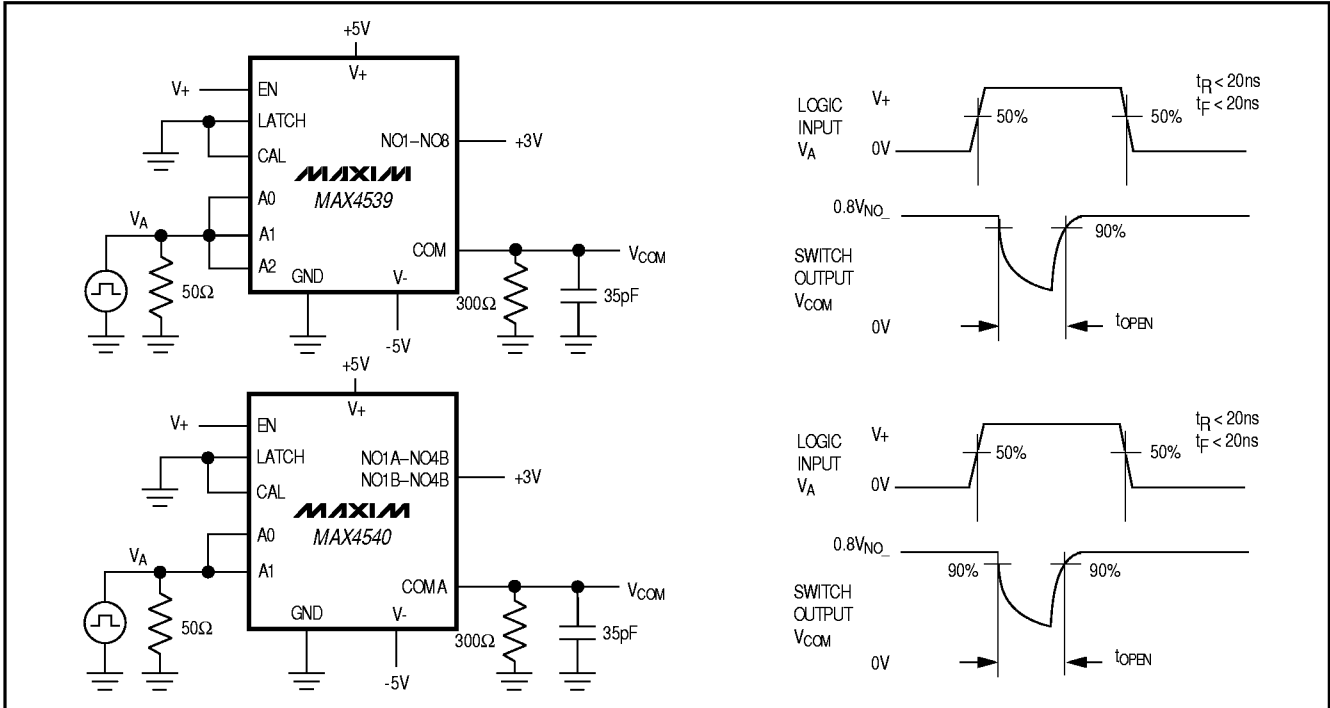 +5V
V+
V+
EN
LATCH
CAL
NO1–NO8
+3V
MAXIM
MAX4539
A0
VA
A1
A2
COM
VCOM
GND
V-
50Ω
300Ω
35pF
-5V
LOGIC
INPUT
VA
V+
0V
50%
50%
tR < 20ns
tF < 20ns
0.8VNO_
90%
SWITCH
OUTPUT
VCOM
0V
tOPEN
+5V
V+
V+
EN
LATCH
CAL
NO1A–NO4B
NO1B–NO4B
+3V
MAXIM
MAX4540
A0
VA
A1
COMA
VCOM
GND
V-
50Ω
300Ω
35pF
-5V
LOGIC
INPUT
VA
V+
0V
50%
50%
tR < 20ns
tF < 20ns
0.8VNO_
90%
90%
SWITCH
OUTPUT
VCOM
0V
tOPEN